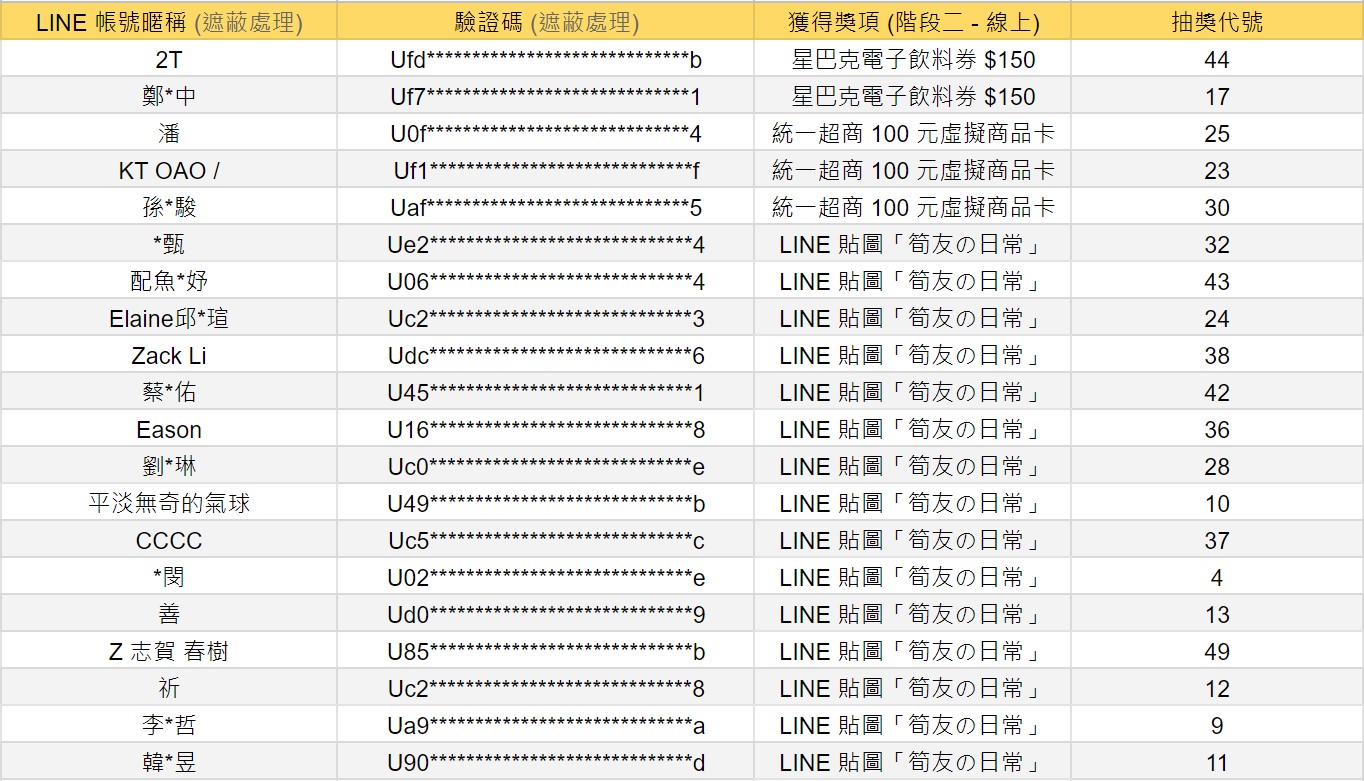 LINE 帳號暱稱 (遮蔽處理) 驗證碼 (遮蔽處理) 獲得獎項 (階段二 - 線上) 抽獎代號
2T Ufd*****************************b 星巴克電子飲料券 $150 44
鄭*中 Uf7*****************************1 星巴克電子飲料券 $150 17
潘 U0f*****************************4 統一超商 100 元虛擬商品卡 25
KT OAO / Uf1*****************************f 統一超商 100 元虛擬商品卡 23
孫*駿 Uaf*****************************5 統一超商 100 元虛擬商品卡 30
*甄 Ue2*****************************4 LINE 貼圖「筍友の日常」 32
配魚*妤 U06*****************************4 LINE 貼圖「筍友の日常」 43
Elaine邱*瑄 Uc2*****************************3 LINE 貼圖「筍友の日常」 24
Zack Li Udc*****************************6 LINE 貼圖「筍友の日常」 38
蔡*佑 U45*****************************1 LINE 貼圖「筍友の日常」 42
Eason U16*****************************8 LINE 貼圖「筍友の日常」 36
劉*琳 Uc0*****************************e LINE 貼圖「筍友の日常」 28
平淡無奇的氣球 U49*****************************b LINE 貼圖「筍友の日常」 10
CCCC Uc5*****************************c LINE 貼圖「筍友の日常」 37
*閔 U02*****************************e LINE 貼圖「筍友の日常」 4
善 Ud0*****************************9 LINE 貼圖「筍友の日常」 13
Z 志賀 春樹 U85*****************************b LINE 貼圖「筍友の日常」 49
祈 Uc2*****************************8 LINE 貼圖「筍友の日常」 12
李*哲 Ua9*****************************a LINE 貼圖「筍友の日常」 9
韓*昱 U90*****************************d LINE 貼圖「筍友の日常」 11